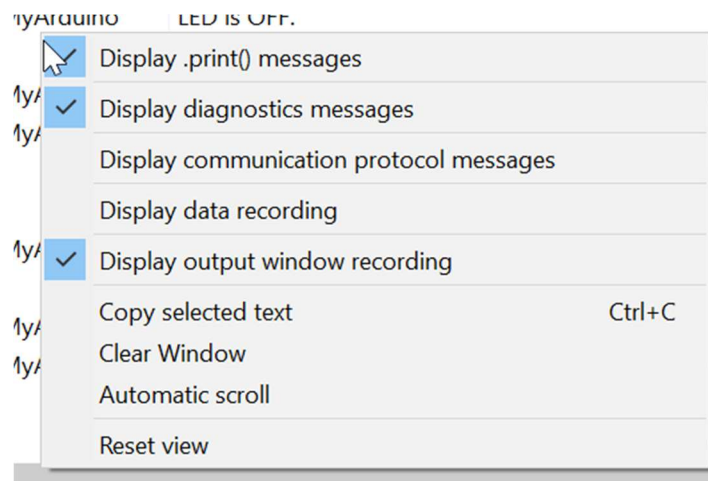 MyArduino LED is OFF.
Display .print() messages
Display diagnostics messages
Display communication protocol messages
Display data recording
Display output window recording
Copy selected text Ctrl+C
Clear Window
Automatic scroll
Reset view